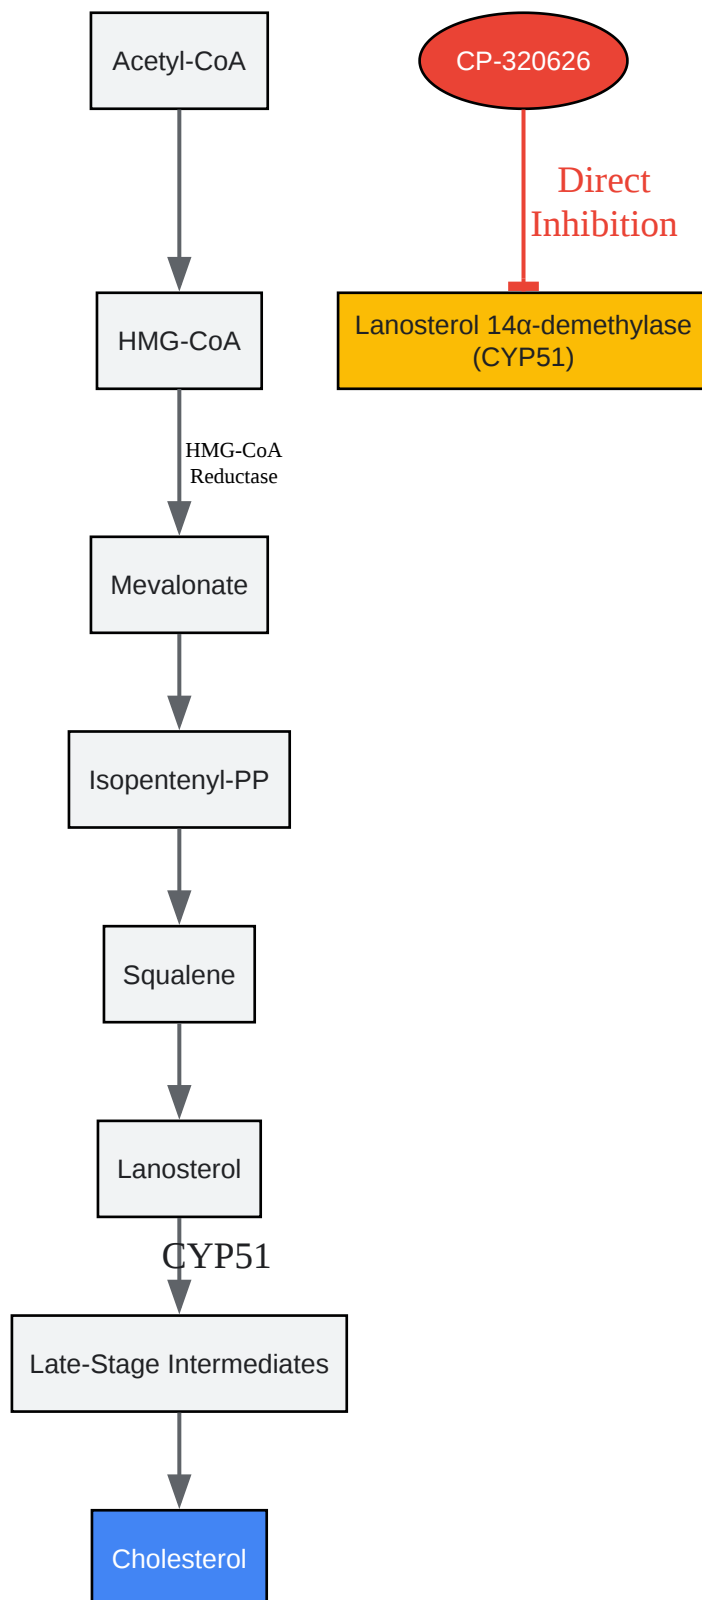 Acetyl-CoA
CP-320626
Direct
Inhibition
HMG-CoA
Lanosterol 14α-demethylase
(CYP51)
HMG-CoA
Reductase
Mevalonate
Isopentenyl-PP
Squalene
Lanosterol
CYP51
Late-Stage Intermediates
Cholesterol